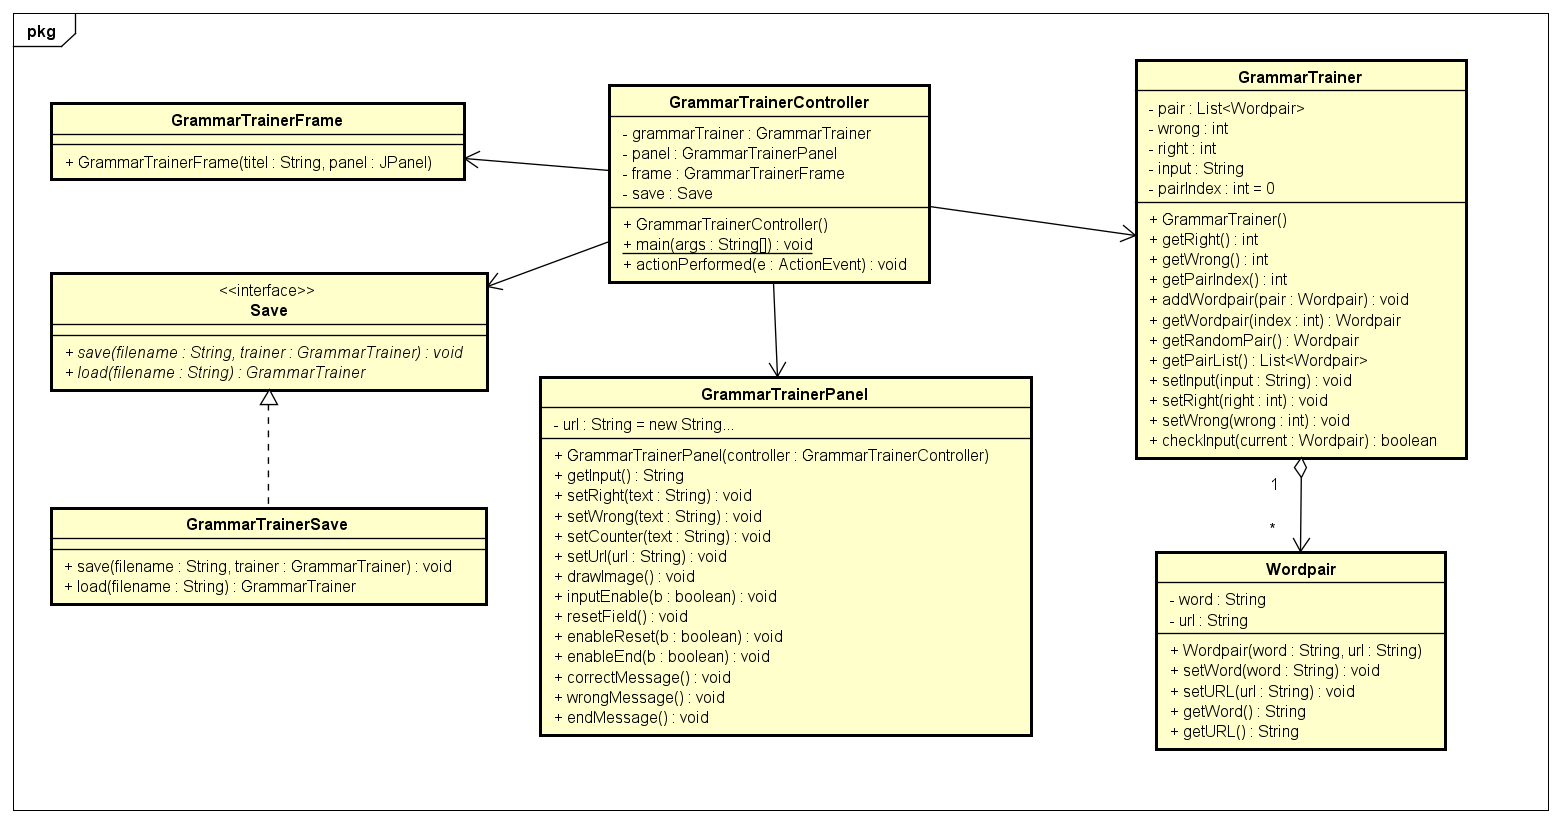 pkg
GrammarTrainerFrame
+ GrammarTrainerFrame(titel : String, panel : JPanel)
<<interface>>
Save
+ save(filename : String, trainer : GrammarTrainer) : void
+ load(filename : String) : GrammarTrainer
GrammarTrainerSave
+ save(filename : String, trainer : GrammarTrainer) : void
+ load(filename : String) : GrammarTrainer
GrammarTrainerController
- grammarTrainer : GrammarTrainer
- panel : GrammarTrainerPanel
- frame : GrammarTrainerFrame
- save : Save
+ GrammarTrainerController()
+ main(args : String[]) : void
+ actionPerformed(e : ActionEvent) : void
GrammarTrainerPanel
- url : String = new String...
+ GrammarTrainerPanel(controller : GrammarTrainerController)
+ getInput() : String
+ setRight(text : String) : void
+ setWrong(text : String) : void
+ setCounter(text : String) : void
+ setUrl(url : String) : void
+ drawImage() : void
+ inputEnable(b : boolean) : void
+ resetField() : void
+ enableReset(b : boolean) : void
+ enableEnd(b : boolean) : void
+ correctMessage() : void
+ wrongMessage() : void
+ endMessage() : void
GrammarTrainer
- pair : List<Wordpair>
- wrong : int
- right : int
- input : String
- pairIndex : int = 0
+ GrammarTrainer()
+ getRight() : int
+ getWrong() : int
+ getPairIndex() : int
+ addWordpair(pair : Wordpair) : void
+ getWordpair(index : int) : Wordpair
+ getRandomPair() : Wordpair
+ getPairList() : List<Wordpair>
+ setInput(input : String) : void
+ setRight(right : int) : void
+ setWrong(wrong : int) : void
+ checkInput(current : Wordpair) : boolean
1
*
Wordpair
- word : String
- url : String
+ Wordpair(word : String, url : String)
+ setWord(word : String) : void
+ setURL(url : String) : void
+ getWord() : String
+ getURL() : String